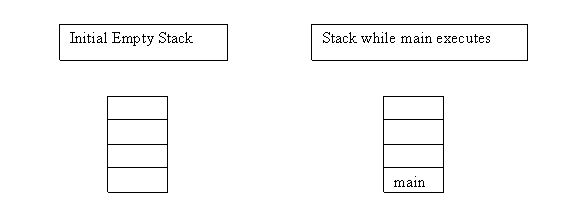 Initial Empty Stack
Stack while main executes
main